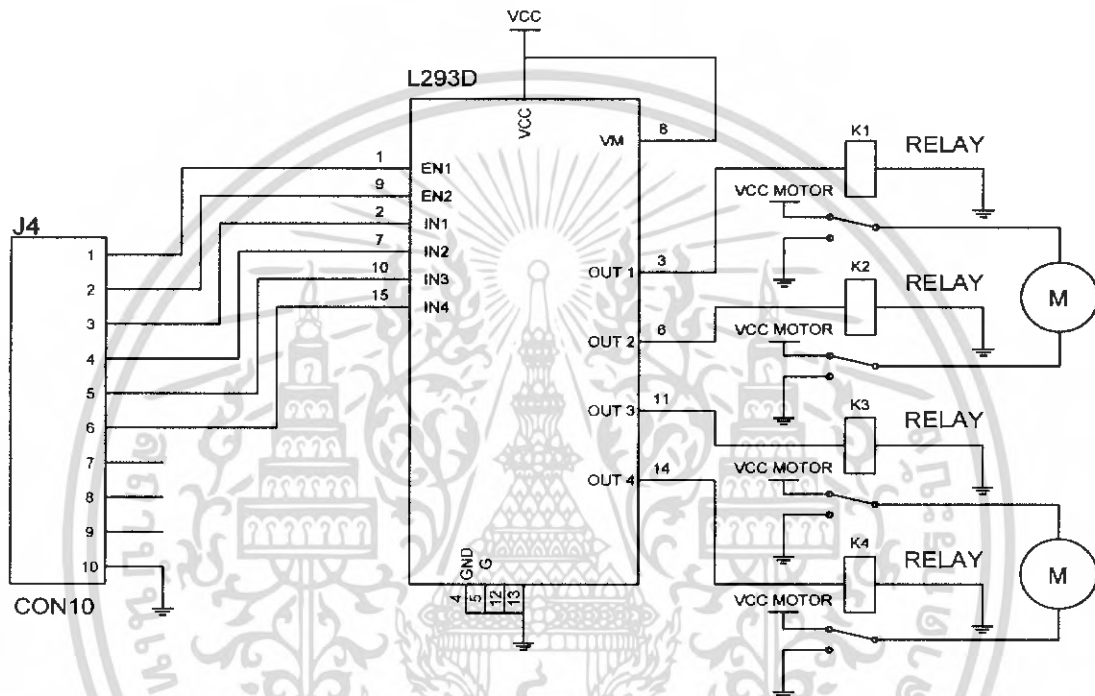 VCC
L293D
VCC
VM
8
K1
RELAY
1
EN1
VCC MOTOR
9
EN2
2
IN1
J4
7
IN2
1
10
IN3
OUT 1
3
K2
RELAY
M
2
15
IN4
3
OUT 2
6
VCC MOTOR
4
5
OUT 3
11
K3
RELAY
6
7
OUT 4
14
VCC MOTOR
8
9
K4
RELAY
M
10
GND
G
4
5
12
13
CON10
VCC MOTOR